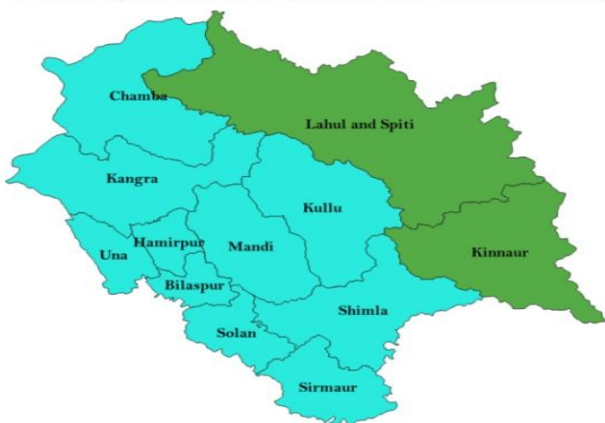 Chamba
Lahul and Spiti
Kangra
Kullu
Hamirpur
Una
Mandi
Kinnaur
Bilaspur
Shimla
Solan
Sirmaur